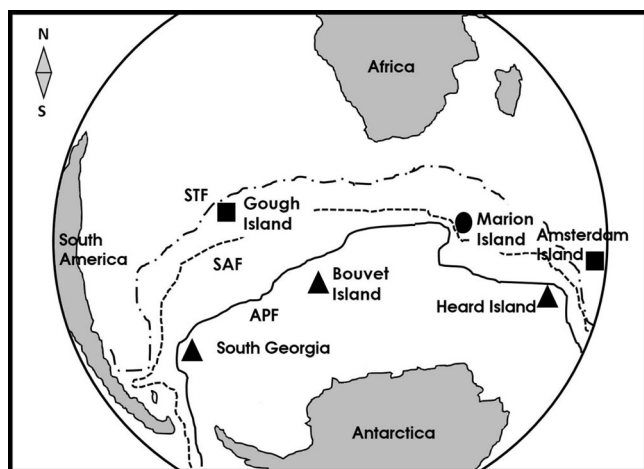 N
S
Africa
STF
Gough
Island
Marion
Island
Amsterdam
Island
South
America
SAF
Bouvet
Island
Heard Island
APF
South Georgia
Antarctica